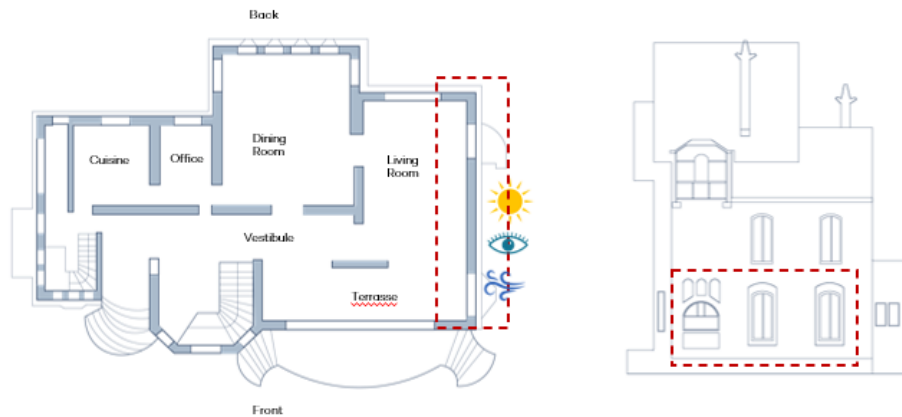 Back
Dining
Room
Cuisine
Office
Living
Room
Vestibule
Terrasse
Front